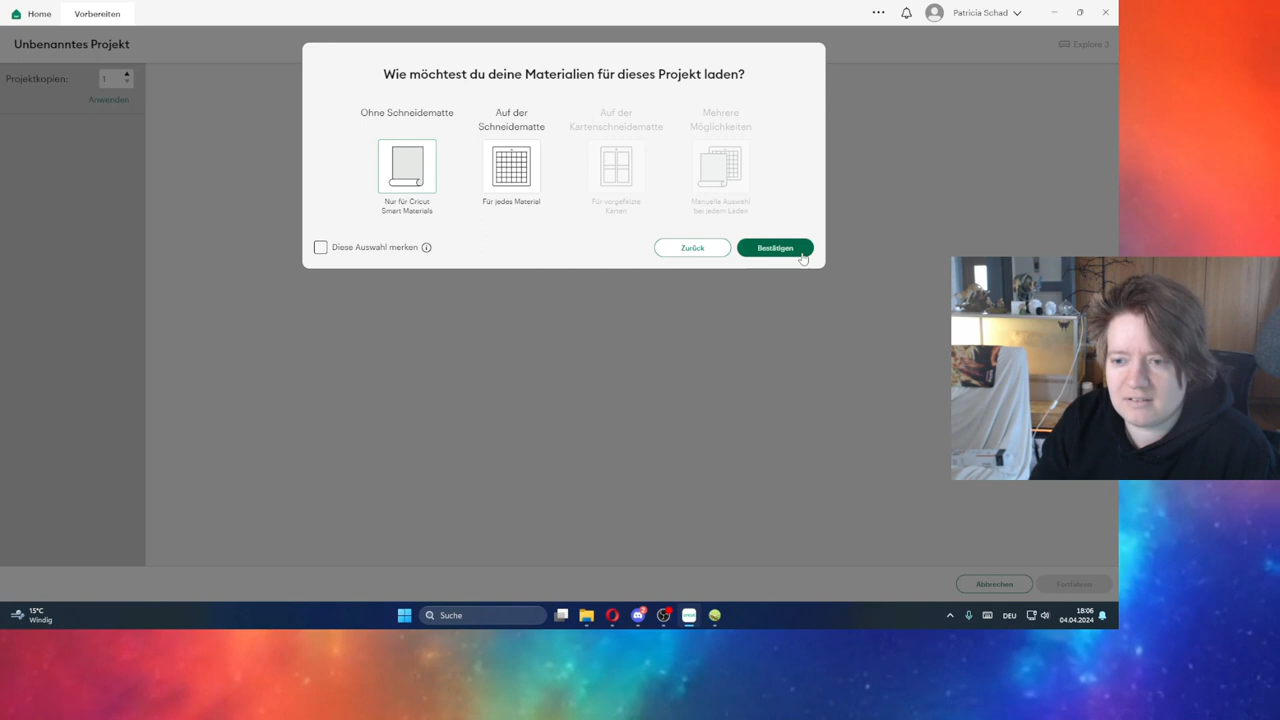 Home
Vorbereiten
Patricia Schad
Unbenanntes Projekt
Explore 3
Projektkopien:
1
Anwenden
Wie möchtest du deine Materialien für dieses Projekt laden?
Ohne Schneidematte
Nur für Cricut
Smart Materials
Auf der
Schneidematte
Für jedes Material
Auf der
Kartenschneidematte
Für vorgefalzte
Karten
Mehrere
Möglichkeiten
Manuelle Auswahl
bei jedem Laden
Diese Auswahl merken
Zurück
Bestätigen
Abbrechen
Fortfahren
15°C
Windig
Suche
DEU
18:06
04.04.2024